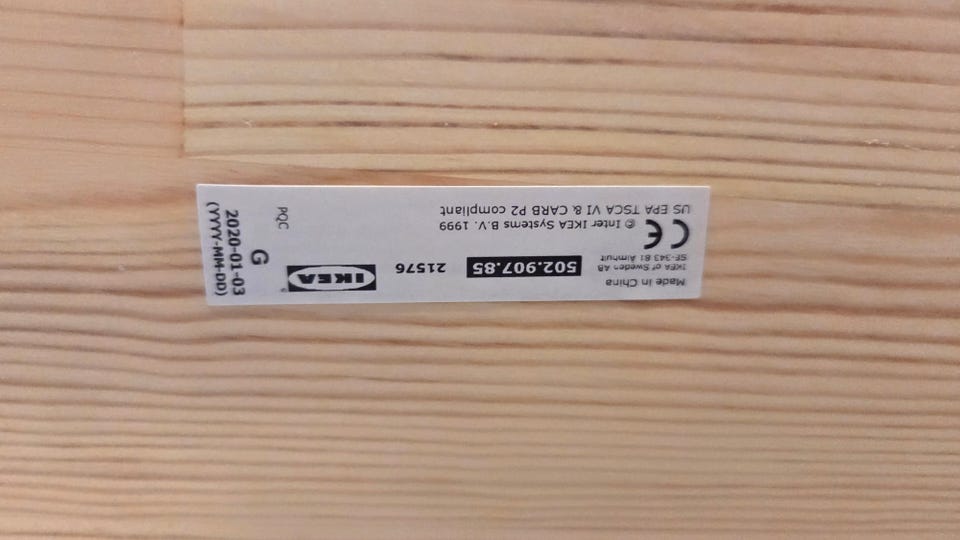 Made in China
IKEA of Sweden AB
SE-343 81 Älmhult
502.907.85
21576
IKEA
®
CE
© Inter IKEA Systems B.V. 1999
US EPA TSCA VI & CARB P2 compliant
PQC
G
2020-01-03
(YYYY-MM-DD)